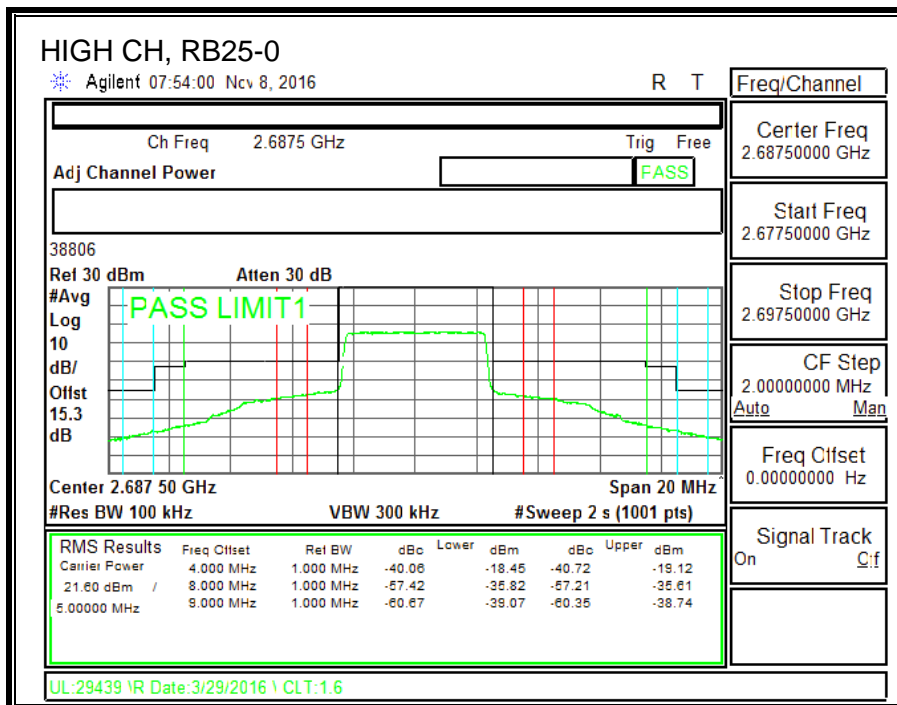 HIGH CH, RB25-0
Agilent 07:54:00 Nov 8, 2016 R T
Freq/Channel
Ch Freq 2.6875 GHz Trig Free
Adj Channel Power PASS
Center Freq
2.68750000 GHz
Start Freq
2.67750000 GHz
Stop Freq
2.69750000 GHz
CF Step
2.00000000 MHz
Auto Man
Freq Offset
0.00000000 Hz
Signal Track
On Off
38806
Ref 30 dBm Atten 30 dB
#Avg
Log
10
dB/
Offst
15.3
dB
PASS LIMIT1
Center 2.687 50 GHz Span 20 MHz
#Res BW 100 kHz VBW 300 kHz #Sweep 2 s (1001 pts)
RMS Results Freq Offset Ref BW dBc Lower dBm dBc Upper dBm
Carrier Power 4.000 MHz 1.000 MHz -40.06 -18.45 -40.72 -19.12
21.60 dBm / 8.000 MHz 1.000 MHz -57.42 -35.82 -57.21 -35.61
5.00000 MHz 9.000 MHz 1.000 MHz -60.67 -39.07 -60.35 -38.74
UL:29439 \R Date:3/29/2016 \ CLT:1.6